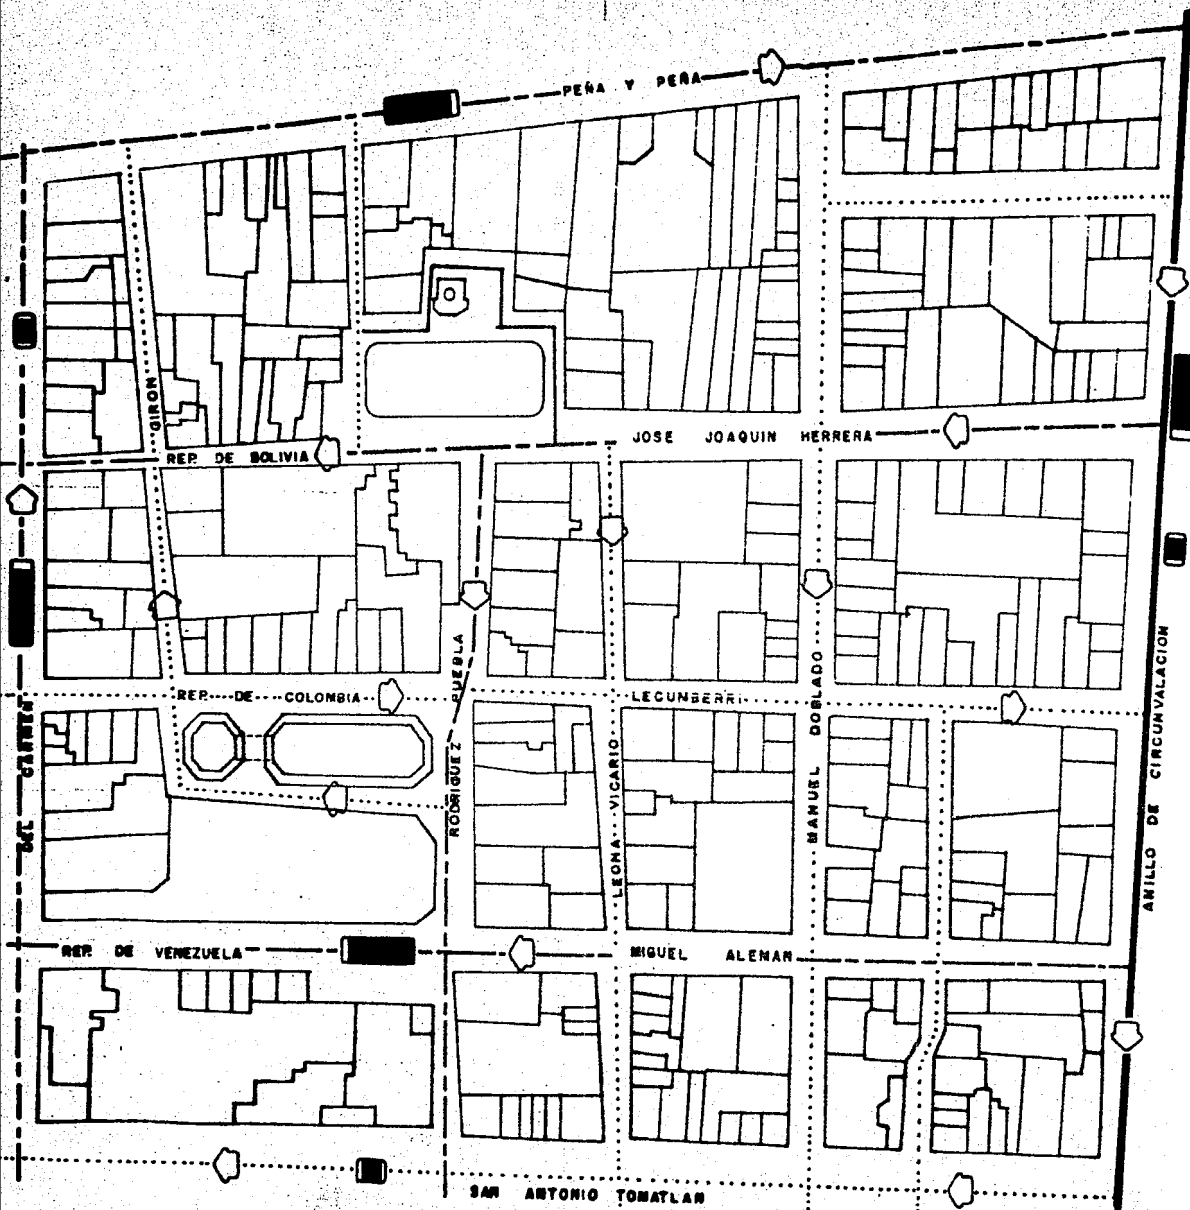 PEÑA Y PEÑA
GIRON
JOSE JOAQUIN HERRERA
REP. DE BOLIVIA
REP. DE COLOMBIA
LECUNBERRI
RODRIGUEZ PUEBLA
LEONA VICARIO
MANUEL DOBLADO
ANILLO DE CIRCUNVALACION
DEL CARMEN
REP. DE VENEZUELA
MIGUEL ALEMAN
SAN ANTONIO TOMATLAN